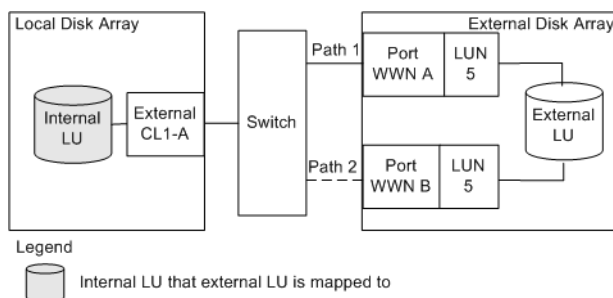 Local Disk Array
External Disk Array
Internal
LU
External
CL1-A
Switch
Path 1
Port
WWN A
LUN
5
External
LU
Path 2
Port
WWN B
LUN
5
Legend
Internal LU that external LU is mapped to